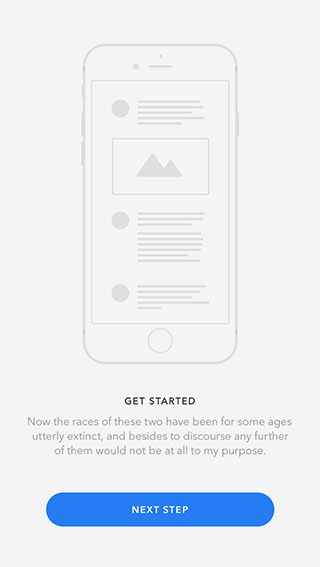 GET STARTED
Now the races of these two have been for some ages
utterly extinct, and besides to discourse any further
of them would not be at all to my purpose.
NEXT STEP